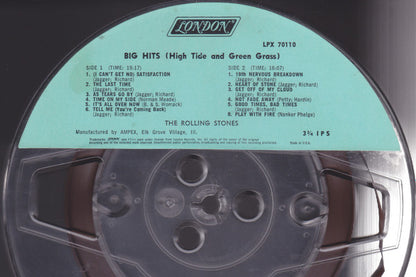 LONDON
LPX 70110
BIG HITS (High Tide and Green Grass)
SIDE 1 (TIME: 19-17)
1. (I CAN'T GET NO) SATISFACTION
(Jagger; Richard)
2. THE LAST TIME
(Jagger; Richard)
3. AS TEARS GO BY (Jagger; Richard)
4. TIME ON MY SIDE (Norman Meade)
5. IT'S ALL OVER NOW (B. & S. Womack)
6. TELL ME (You're Coming Back)
(Jagger; Richard)
SIDE 2 (TIME: 16-07)
1. 19th NERVOUS BREAKDOWN
(Jagger; Richard)
2. HEART OF STONE (Jagger; Richard)
3. GET OFF OF MY CLOUD
(Jagger; Richard)
4. NOT FADE AWAY (Petty; Hardin)
5. GOOD TIMES, BAD TIMES
(Jagger; Richard)
6. PLAY WITH FIRE (Nanker Phelge)
THE ROLLING STONES
Manufactured by AMPEX, Elk Grove Village, Ill.
3¾ IPS